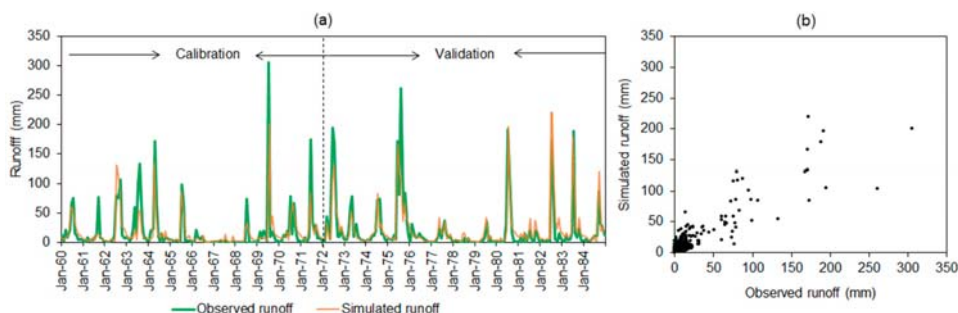 (a)
350
300
250
200
150
100
50
0
Runofff (mm)
Calibration
Validation
Jan-60
Jan-61
Jan-62
Jan-63
Jan-64
Jan-65
Jan-66
Jan-67
Jan-68
Jan-69
Jan-70
Jan-71
Jan-72
Jan-73
Jan-74
Jan-75
Jan-76
Jan-77
Jan-78
Jan-79
Jan-80
Jan-81
Jan-82
Jan-83
Jan-84
Observed runoff
Simulated runoff
(b)
350
300
250
200
150
100
50
0
Simulated runoff (mm)
0 50 100 150 200 250 300 350
Observed runoff (mm)